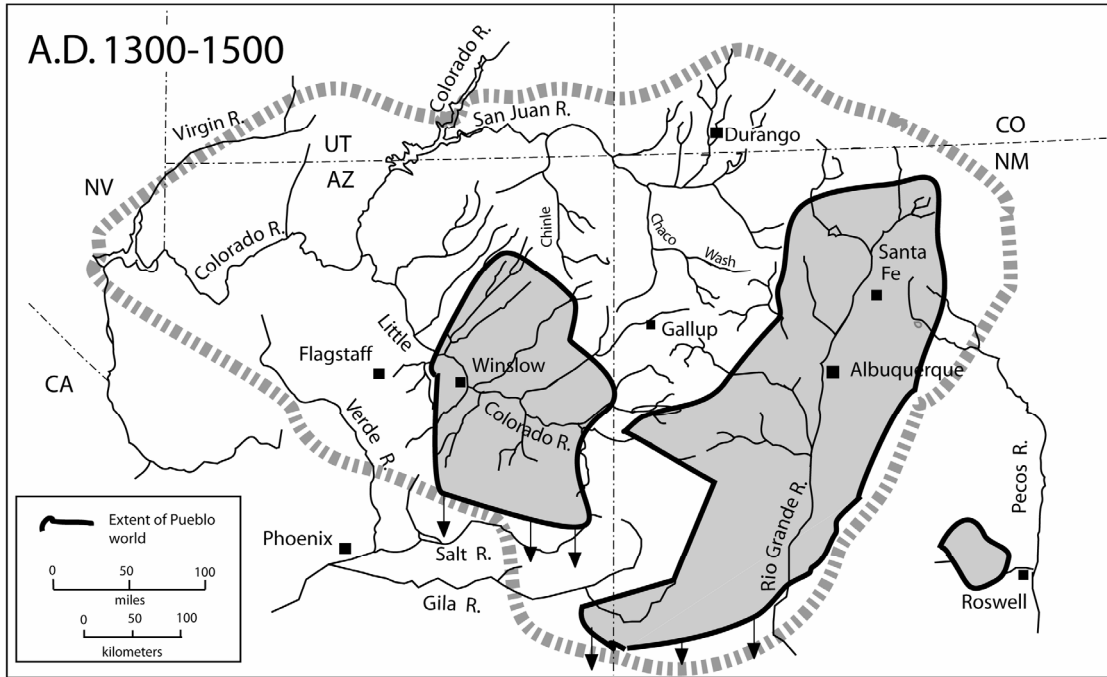 A.D. 1300-1500
Colorado R.
Virgin R.
San Juan R.
Durango
UT
CO
AZ
NM
NV
Colorado R.
Chinle
Chaco
Wash
Santa
Fe
Little
Gallup
Flagstaff
Winslow
Albuquerque
CA
Verde R.
Colorado R.
Pecos R.
Rio Grande R.
Extent of Pueblo
world
0 50 100
miles
0 50 100
kilometers
Phoenix
Salt R.
Gila R.
Roswell